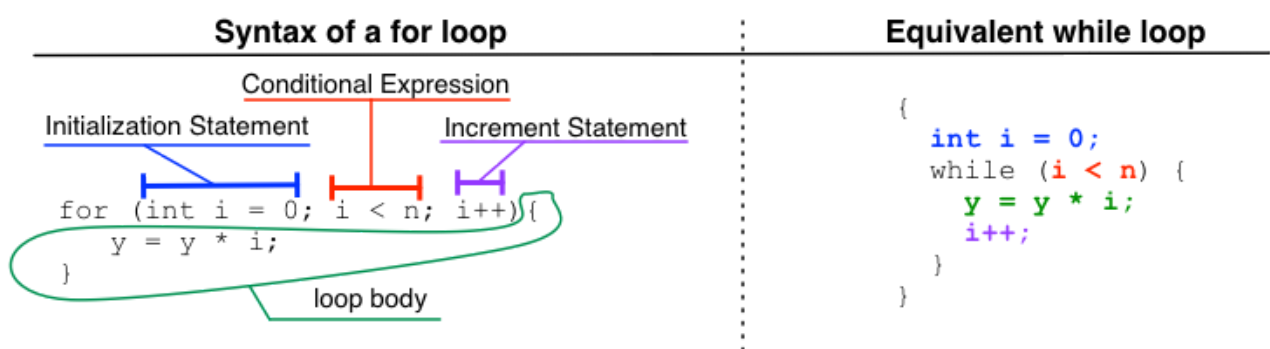 Syntax of a for loop
Conditional Expression
Initialization Statement
Increment Statement
for (int i = 0; i < n; i++){
y = y * i;
}
loop body
Equivalent while loop
{
int i = 0;
while (i < n) {
y = y * i;
i++;
}
}